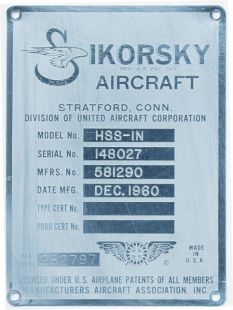 SIKORSKY
REG. U.S. PAT. OFF.
AIRCRAFT
STRATFORD, CONN.
DIVISION OF UNITED AIRCRAFT CORPORATION
MODEL No. HSS-1N
SERIAL No. 148027
MFRS. No. 581290
DATE MFG. DEC. 1960
TYPE CERT No.
PROD CERT No.
MADE
IN
U.S.A.
252797
LICENSED UNDER U.S. AIRPLANE PATENTS OF ALL MEMBERS
MANUFACTURERS AIRCRAFT ASSOCIATION, INC.